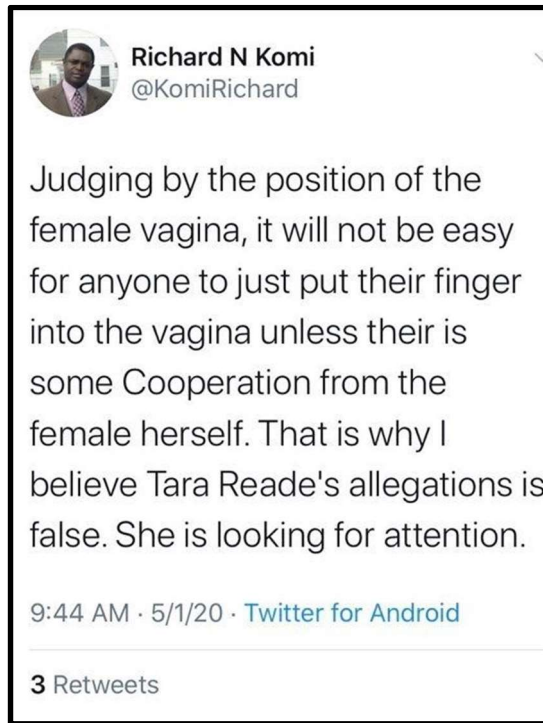 Richard N Komi
@KomiRichard
Judging by the position of the
female vagina, it will not be easy
for anyone to just put their finger
into the vagina unless their is
some Cooperation from the
female herself. That is why I
believe Tara Reade's allegations is
false. She is looking for attention.
9:44 AM · 5/1/20 · Twitter for Android
3 Retweets